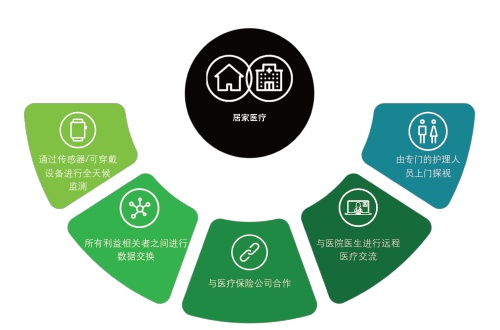 居家医疗
通过传感器/可穿戴
设备进行全天候
监测
所有利益相关者之间进行
数据交换
与医疗保险公司合作
与医院医生进行远程
医疗交流
由专门的护理人
员上门探视